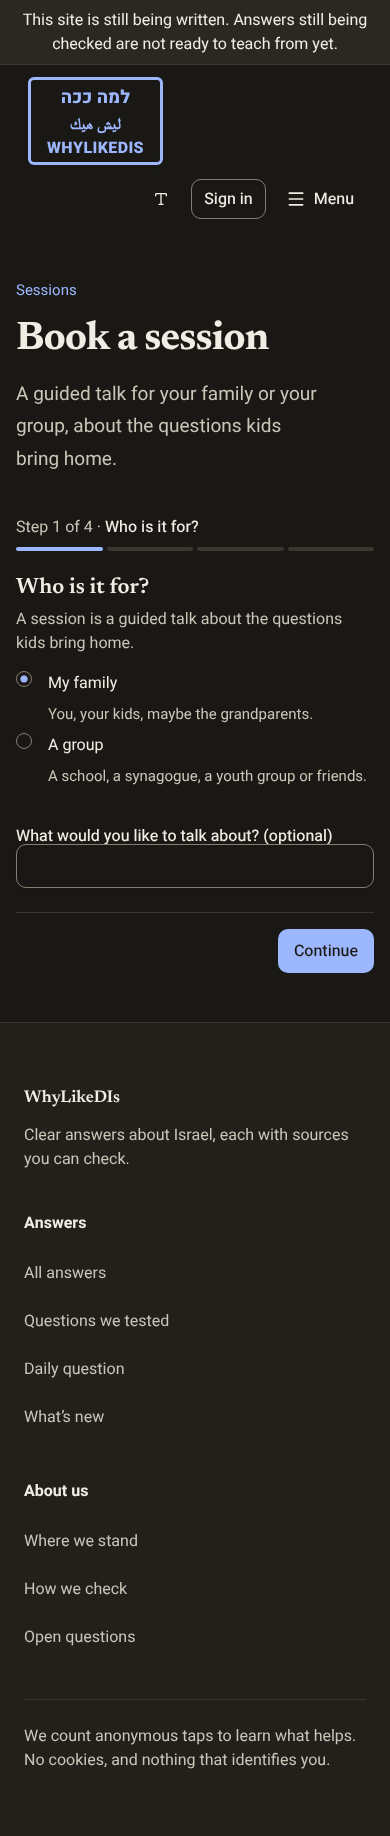 This site is still being written. Answers still being
checked are not ready to teach from yet.
למה ככה
ليش هيك
WHYLIKEDIS
T
Sign in
Menu
Sessions
Book a session
A guided talk for your family or your
group, about the questions kids
bring home.
Step 1 of 4 · Who is it for?
Who is it for?
A session is a guided talk about the questions
kids bring home.
My family
You, your kids, maybe the grandparents.
A group
A school, a synagogue, a youth group or friends.
What would you like to talk about? (optional)
Continue
WhyLikeDIs
Clear answers about Israel, each with sources
you can check.
Answers
All answers
Questions we tested
Daily question
What’s new
About us
Where we stand
How we check
Open questions
We count anonymous taps to learn what helps.
No cookies, and nothing that identifies you.